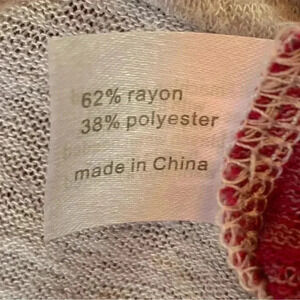 62% rayon
38% polyester
made in China